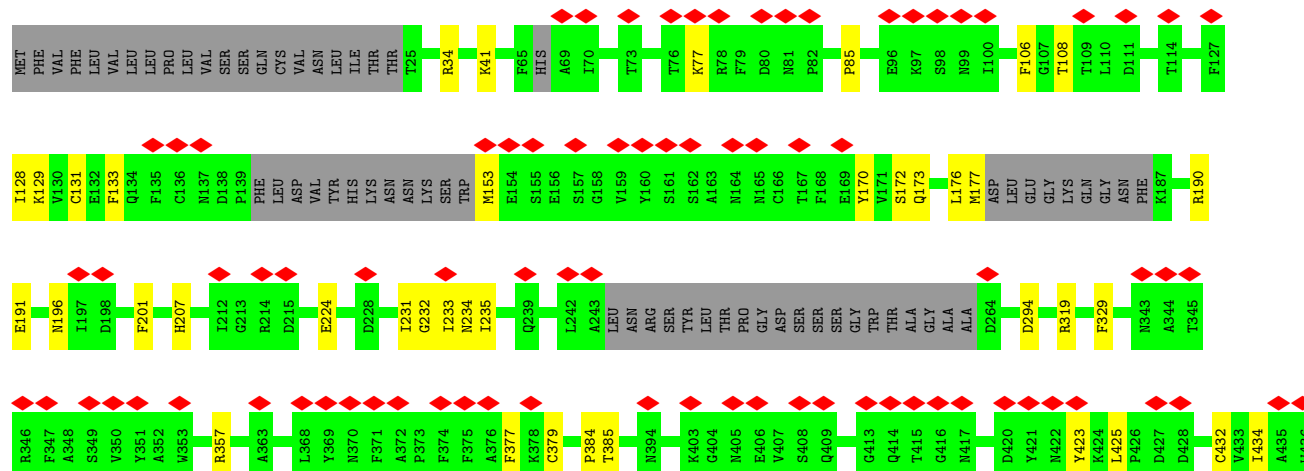 MET PHE VAL PHE LEU VAL LEU LEU PRO LEU VAL SER SER GLN CYS VAL ASN LEU ILE THR THR T25 R34 K41 F65 HIS A69 I70 T73 T76 K77 R78 F79 D80 N81 P82 P85 E96 K97 S98 N99 I100 F106 G107 T108 T109 L110 D111 T114 F127
I128 K129 V130 C131 E132 F133 Q134 F135 C136 N137 D138 P139 PHE LEU ASP VAL TYR HIS LYS ASN ASN LYS SER TRP M153 E154 S155 E156 S157 G158 V159 Y160 S161 S162 A163 N164 N165 C166 T167 F168 E169 Y170 V171 S172 Q173 L176 M177 ASP LEU GLU GLY LYS GLN GLY ASN PHE K187 R190
E191 N196 I197 D198 F201 H207 I212 G213 R214 D215 E224 D228 I231 G232 I233 N234 I235 Q239 L242 A243 LEU ASN ARG SER TYR LEU THR PRO GLY ASP SER SER SER GLY TRP THR ALA GLY ALA ALA D264 D294 R319 F329 N343 A344 T345
R346 F347 A348 S349 V350 Y351 A352 W353 R357 A363 L368 Y369 N370 F371 A372 P373 F374 F375 A376 F377 K378 C379 P384 T385 N394 K403 G404 N405 E406 V407 S408 Q409 G413 Q414 T415 G416 N417 D420 Y421 N422 Y423 K424 L425 P426 D427 D428 C432 V433 I434 A435